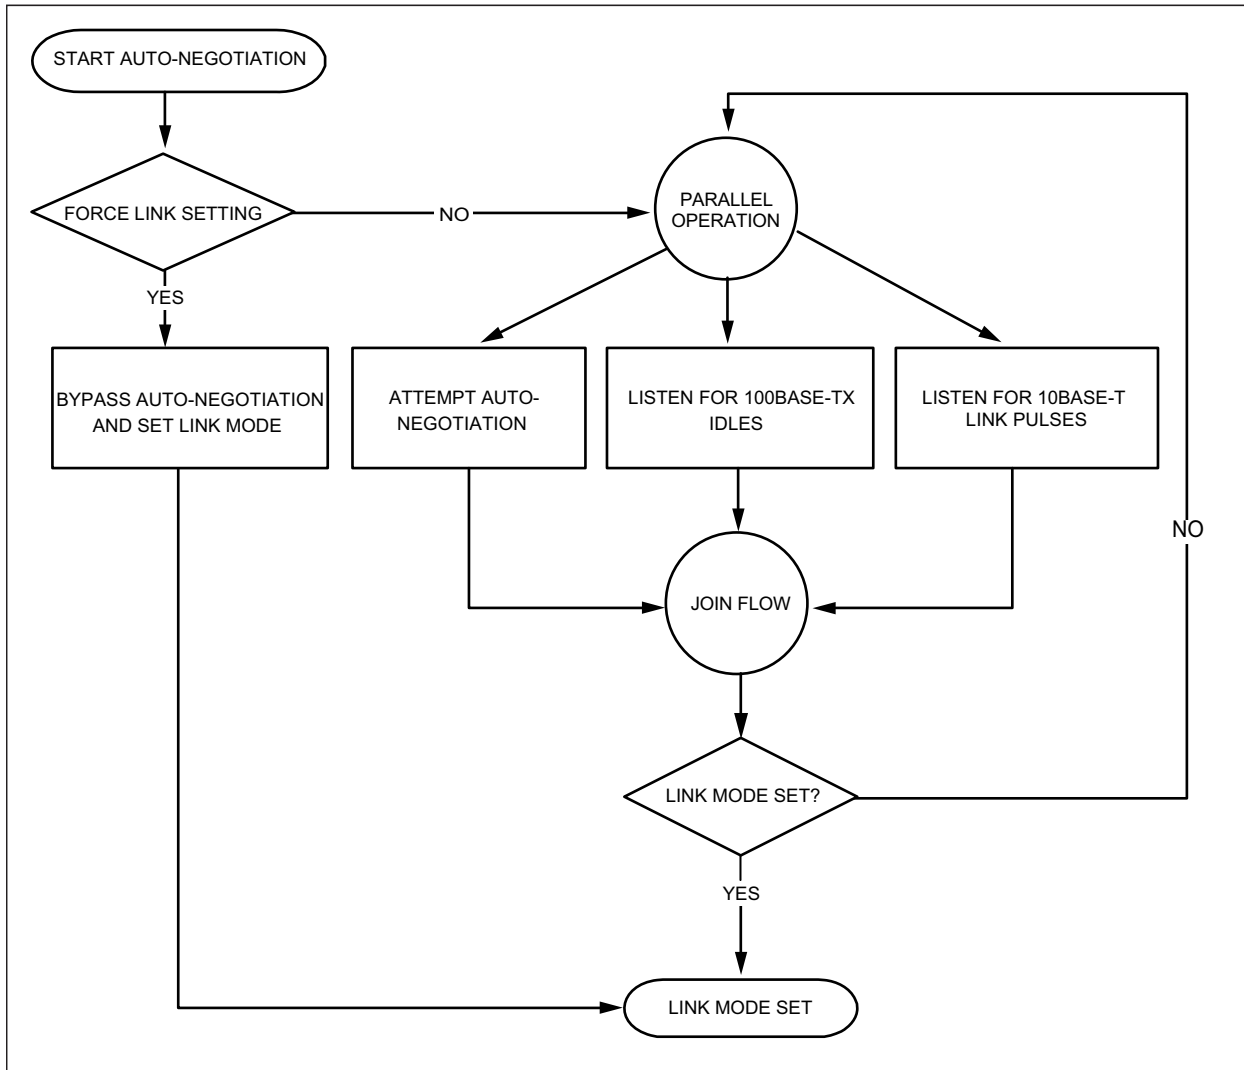 START AUTO-NEGOTIATION
FORCE LINK SETTING
NO
PARALLEL
OPERATION
YES
BYPASS AUTO-NEGOTIATION
AND SET LINK MODE
ATTEMPT AUTO-
NEGOTIATION
LISTEN FOR 100BASE-TX
IDLES
LISTEN FOR 10BASE-T
LINK PULSES
NO
JOIN FLOW
LINK MODE SET?
YES
LINK MODE SET